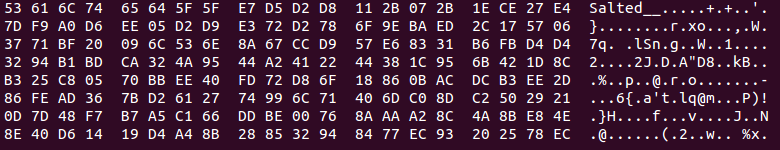 53 61 6C 74  65 64 5F 5F  E7 D5 D2 D8  11 2B 07 2B  1E CE 27 E4  Salted__.....+.+..'.
7D F9 A0 D6  EE 05 D2 D9  E3 72 D2 78  6F 9E BA ED  2C 17 57 06  }........r.xo...,.W.
37 71 BF 20  09 6C 53 6E  8A 67 CC D9  57 E6 83 31  B6 FB D4 D4  7q. .lSn.g..W..1....
32 94 B1 BD  CA 32 4A 95  44 A2 41 22  44 38 1C 95  6B 42 1D 8C  2....2J.D.A"D8..kB..
B3 25 C8 05  70 BB EE 40  FD 72 D8 6F  18 86 0B AC  DC B3 EE 2D  .%..p..@.r.o.......-
86 FE AD 36  7B D2 61 27  74 99 6C 71  40 6D C0 8D  C2 50 29 21  ...6{.a't.lq@m...P)!
0D 7D 48 F7  B7 A5 C1 66  DD BE 00 76  8A AA A2 8C  4A 8B E8 4E  .}H....f...v....J..N
8E 40 D6 14  19 D4 A4 8B  28 85 32 94  84 77 EC 93  20 25 78 EC  .@......(.2..w.. %x.